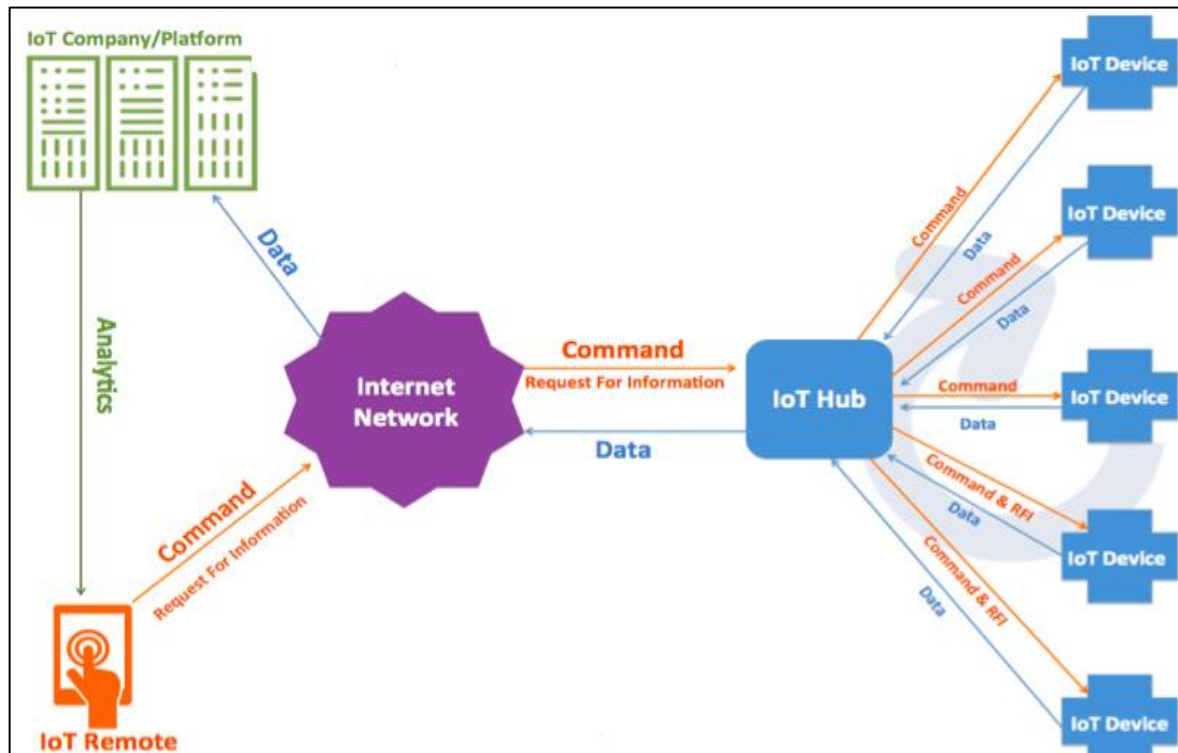 IoT Company/Platform
IoT Device
Command
Data
IoT Device
Command
Data
Data
Analytics
Internet
Network
Command
Request For Information
Data
IoT Hub
Command
Data
IoT Device
Command & RFI
Data
IoT Device
Command & RFI
Data
IoT Device
Command
Request For Information
IoT Remote